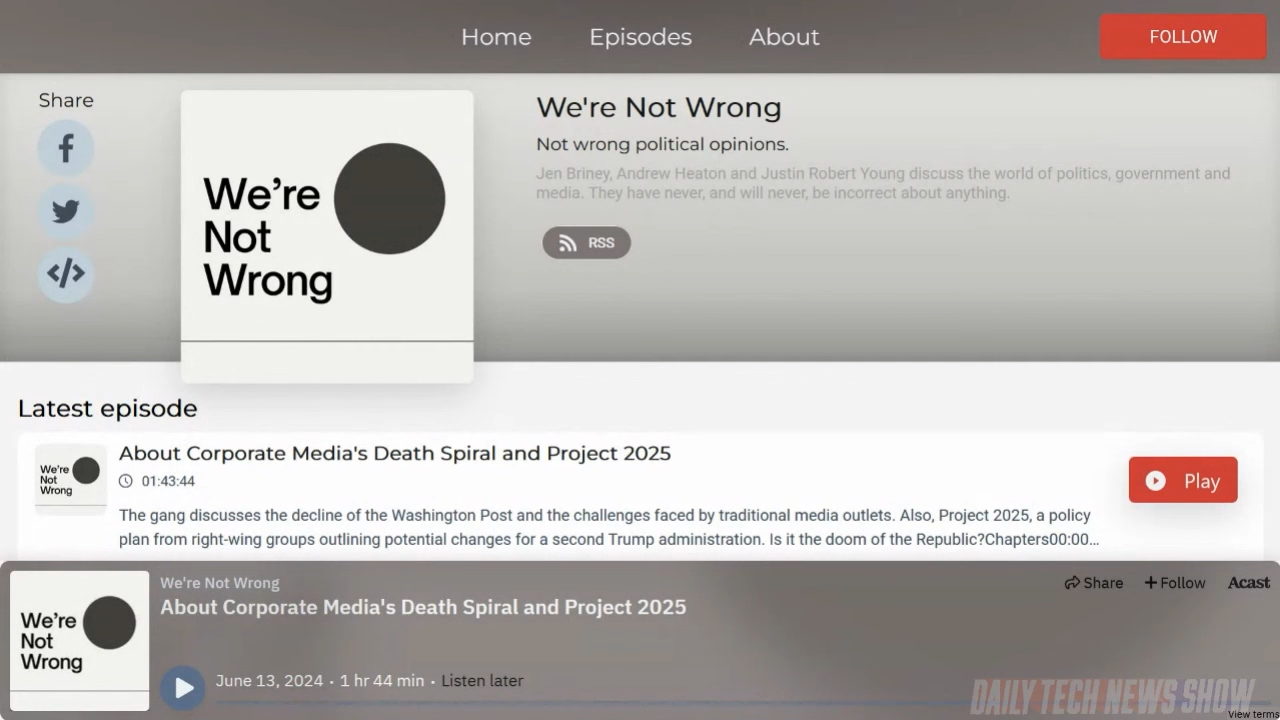 Home
Episodes
About
FOLLOW
Share
We're
Not
Wrong
We're Not Wrong
Not wrong political opinions.
Jen Briney, Andrew Heaton and Justin Robert Young discuss the world of politics, government and
media. They have never, and will never, be incorrect about anything.
RSS
Latest episode
We're
Not
Wrong
About Corporate Media's Death Spiral and Project 2025
01:43:44
The gang discusses the decline of the Washington Post and the challenges faced by traditional media outlets. Also, Project 2025, a policy
plan from right-wing groups outlining potential changes for a second Trump administration. Is it the doom of the Republic?Chapters00:00...
Play
We're
Not
Wrong
We're Not Wrong
About Corporate Media's Death Spiral and Project 2025
Share
Follow
Acast
June 13, 2024 · 1 hr 44 min · Listen later
DAILY TECH NEWS SHOW
View terms